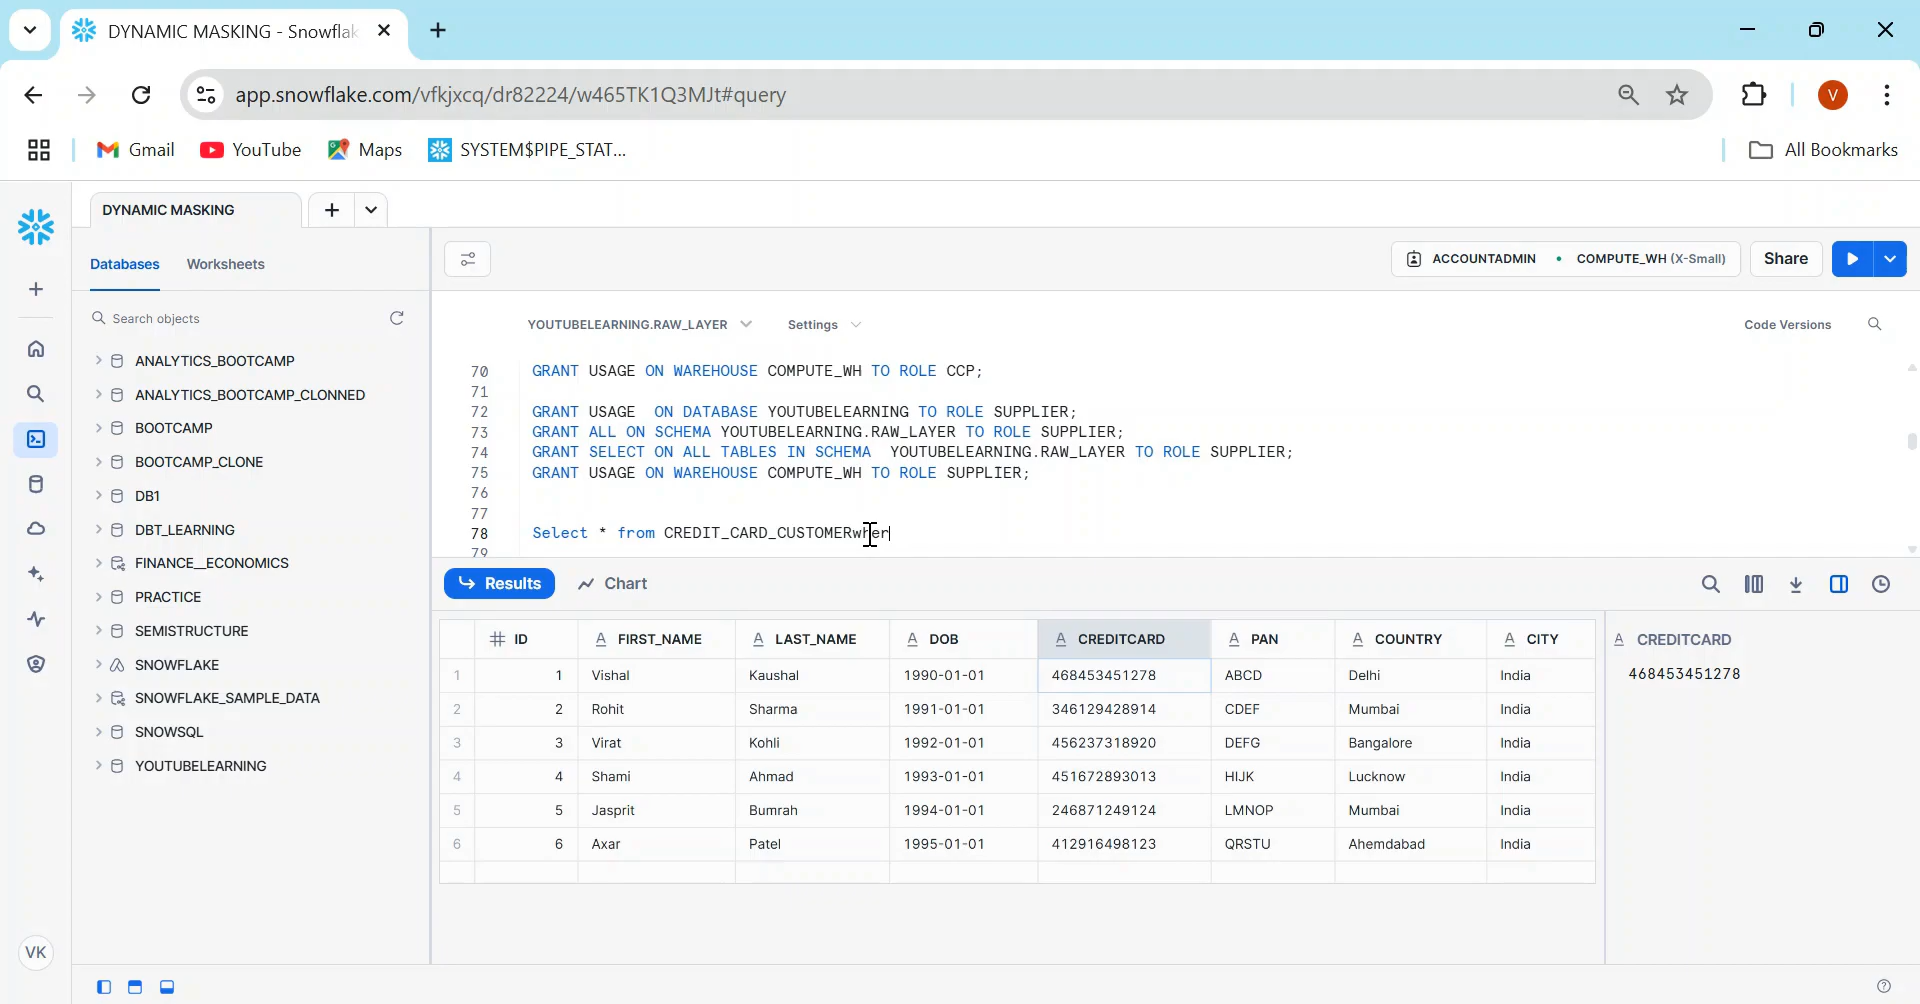 DYNAMIC MASKING - Snowflak
app.snowflake.com/vfkjxcq/dr82224/w465TK1Q3MJt#query
V
Gmail
YouTube
Maps
SYSTEM$PIPE_STAT...
All Bookmarks
DYNAMIC MASKING
Databases
Worksheets
ACCOUNTADMIN • COMPUTE_WH (X-Small)
Share
Search objects
YOUTUBELEARNING.RAW_LAYER
Settings
Code Versions
ANALYTICS_BOOTCAMP
ANALYTICS_BOOTCAMP_CLONNED
BOOTCAMP
BOOTCAMP_CLONE
DB1
DBT_LEARNING
FINANCE__ECONOMICS
PRACTICE
SEMISTRUCTURE
SNOWFLAKE
SNOWFLAKE_SAMPLE_DATA
SNOWSQL
YOUTUBELEARNING
VK
70 GRANT USAGE ON WAREHOUSE COMPUTE_WH TO ROLE CCP;
71
72 GRANT USAGE  ON DATABASE YOUTUBELEARNING TO ROLE SUPPLIER;
73 GRANT ALL ON SCHEMA YOUTUBELEARNING.RAW_LAYER TO ROLE SUPPLIER;
74 GRANT SELECT ON ALL TABLES IN SCHEMA  YOUTUBELEARNING.RAW_LAYER TO ROLE SUPPLIER;
75 GRANT USAGE ON WAREHOUSE COMPUTE_WH TO ROLE SUPPLIER;
76
77
78 Select * from CREDIT_CARD_CUSTOMERwher
79
Results
Chart
ID FIRST_NAME LAST_NAME DOB CREDITCARD PAN COUNTRY CITY
1 1 Vishal Kaushal 1990-01-01 468453451278 ABCD Delhi India
2 2 Rohit Sharma 1991-01-01 346129428914 CDEF Mumbai India
3 3 Virat Kohli 1992-01-01 456237318920 DEFG Bangalore India
4 4 Shami Ahmad 1993-01-01 451672893013 HIJK Lucknow India
5 5 Jasprit Bumrah 1994-01-01 246871249124 LMNOP Mumbai India
6 6 Axar Patel 1995-01-01 412916498123 QRSTU Ahemdabad India
CREDITCARD
468453451278